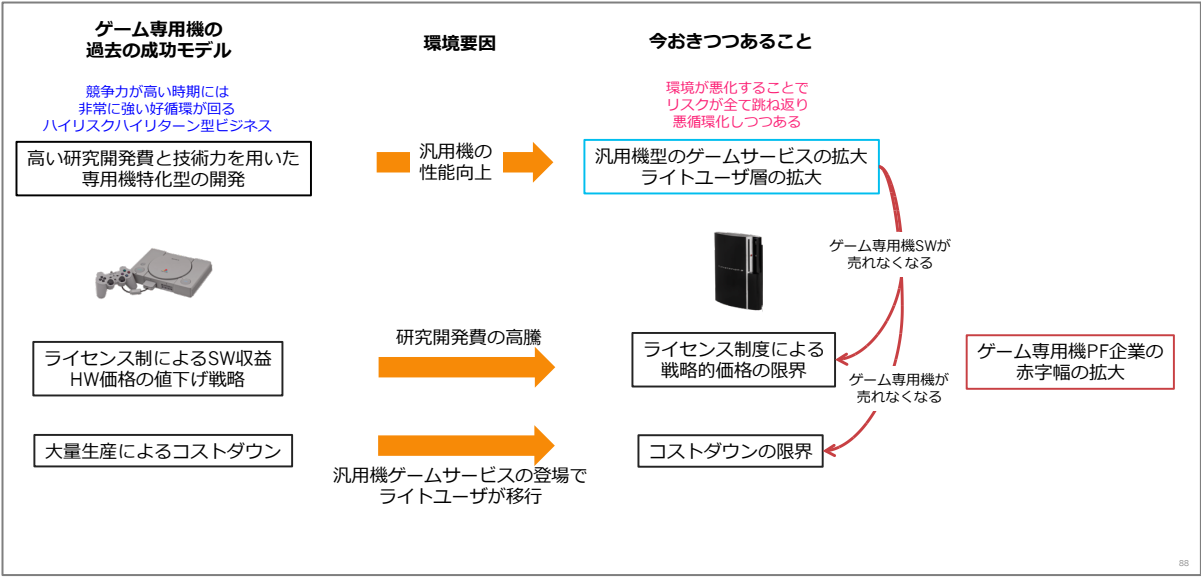 ゲーム専用機の
過去の成功モデル
環境要因
今おきつつあること
競争力が高い時期には
非常に強い好循環が回る
ハイリスクハイリターン型ビジネス
環境が悪化することで
リスクが全て跳ね返り
悪循環化しつつある
高い研究開発費と技術力を用いた
専用機特化型の開発
汎用機の
性能向上
汎用機型のゲームサービスの拡大
ライトユーザ層の拡大
ゲーム専用機SWが
売れなくなる
研究開発費の高騰
ライセンス制によるSW収益
HW価格の値下げ戦略
ライセンス制度による
戦略的価格の限界
ゲーム専用機が
売れなくなる
ゲーム専用機PF企業の
赤字幅の拡大
大量生産によるコストダウン
コストダウンの限界
汎用機ゲームサービスの登場で
ライトユーザが移行
88